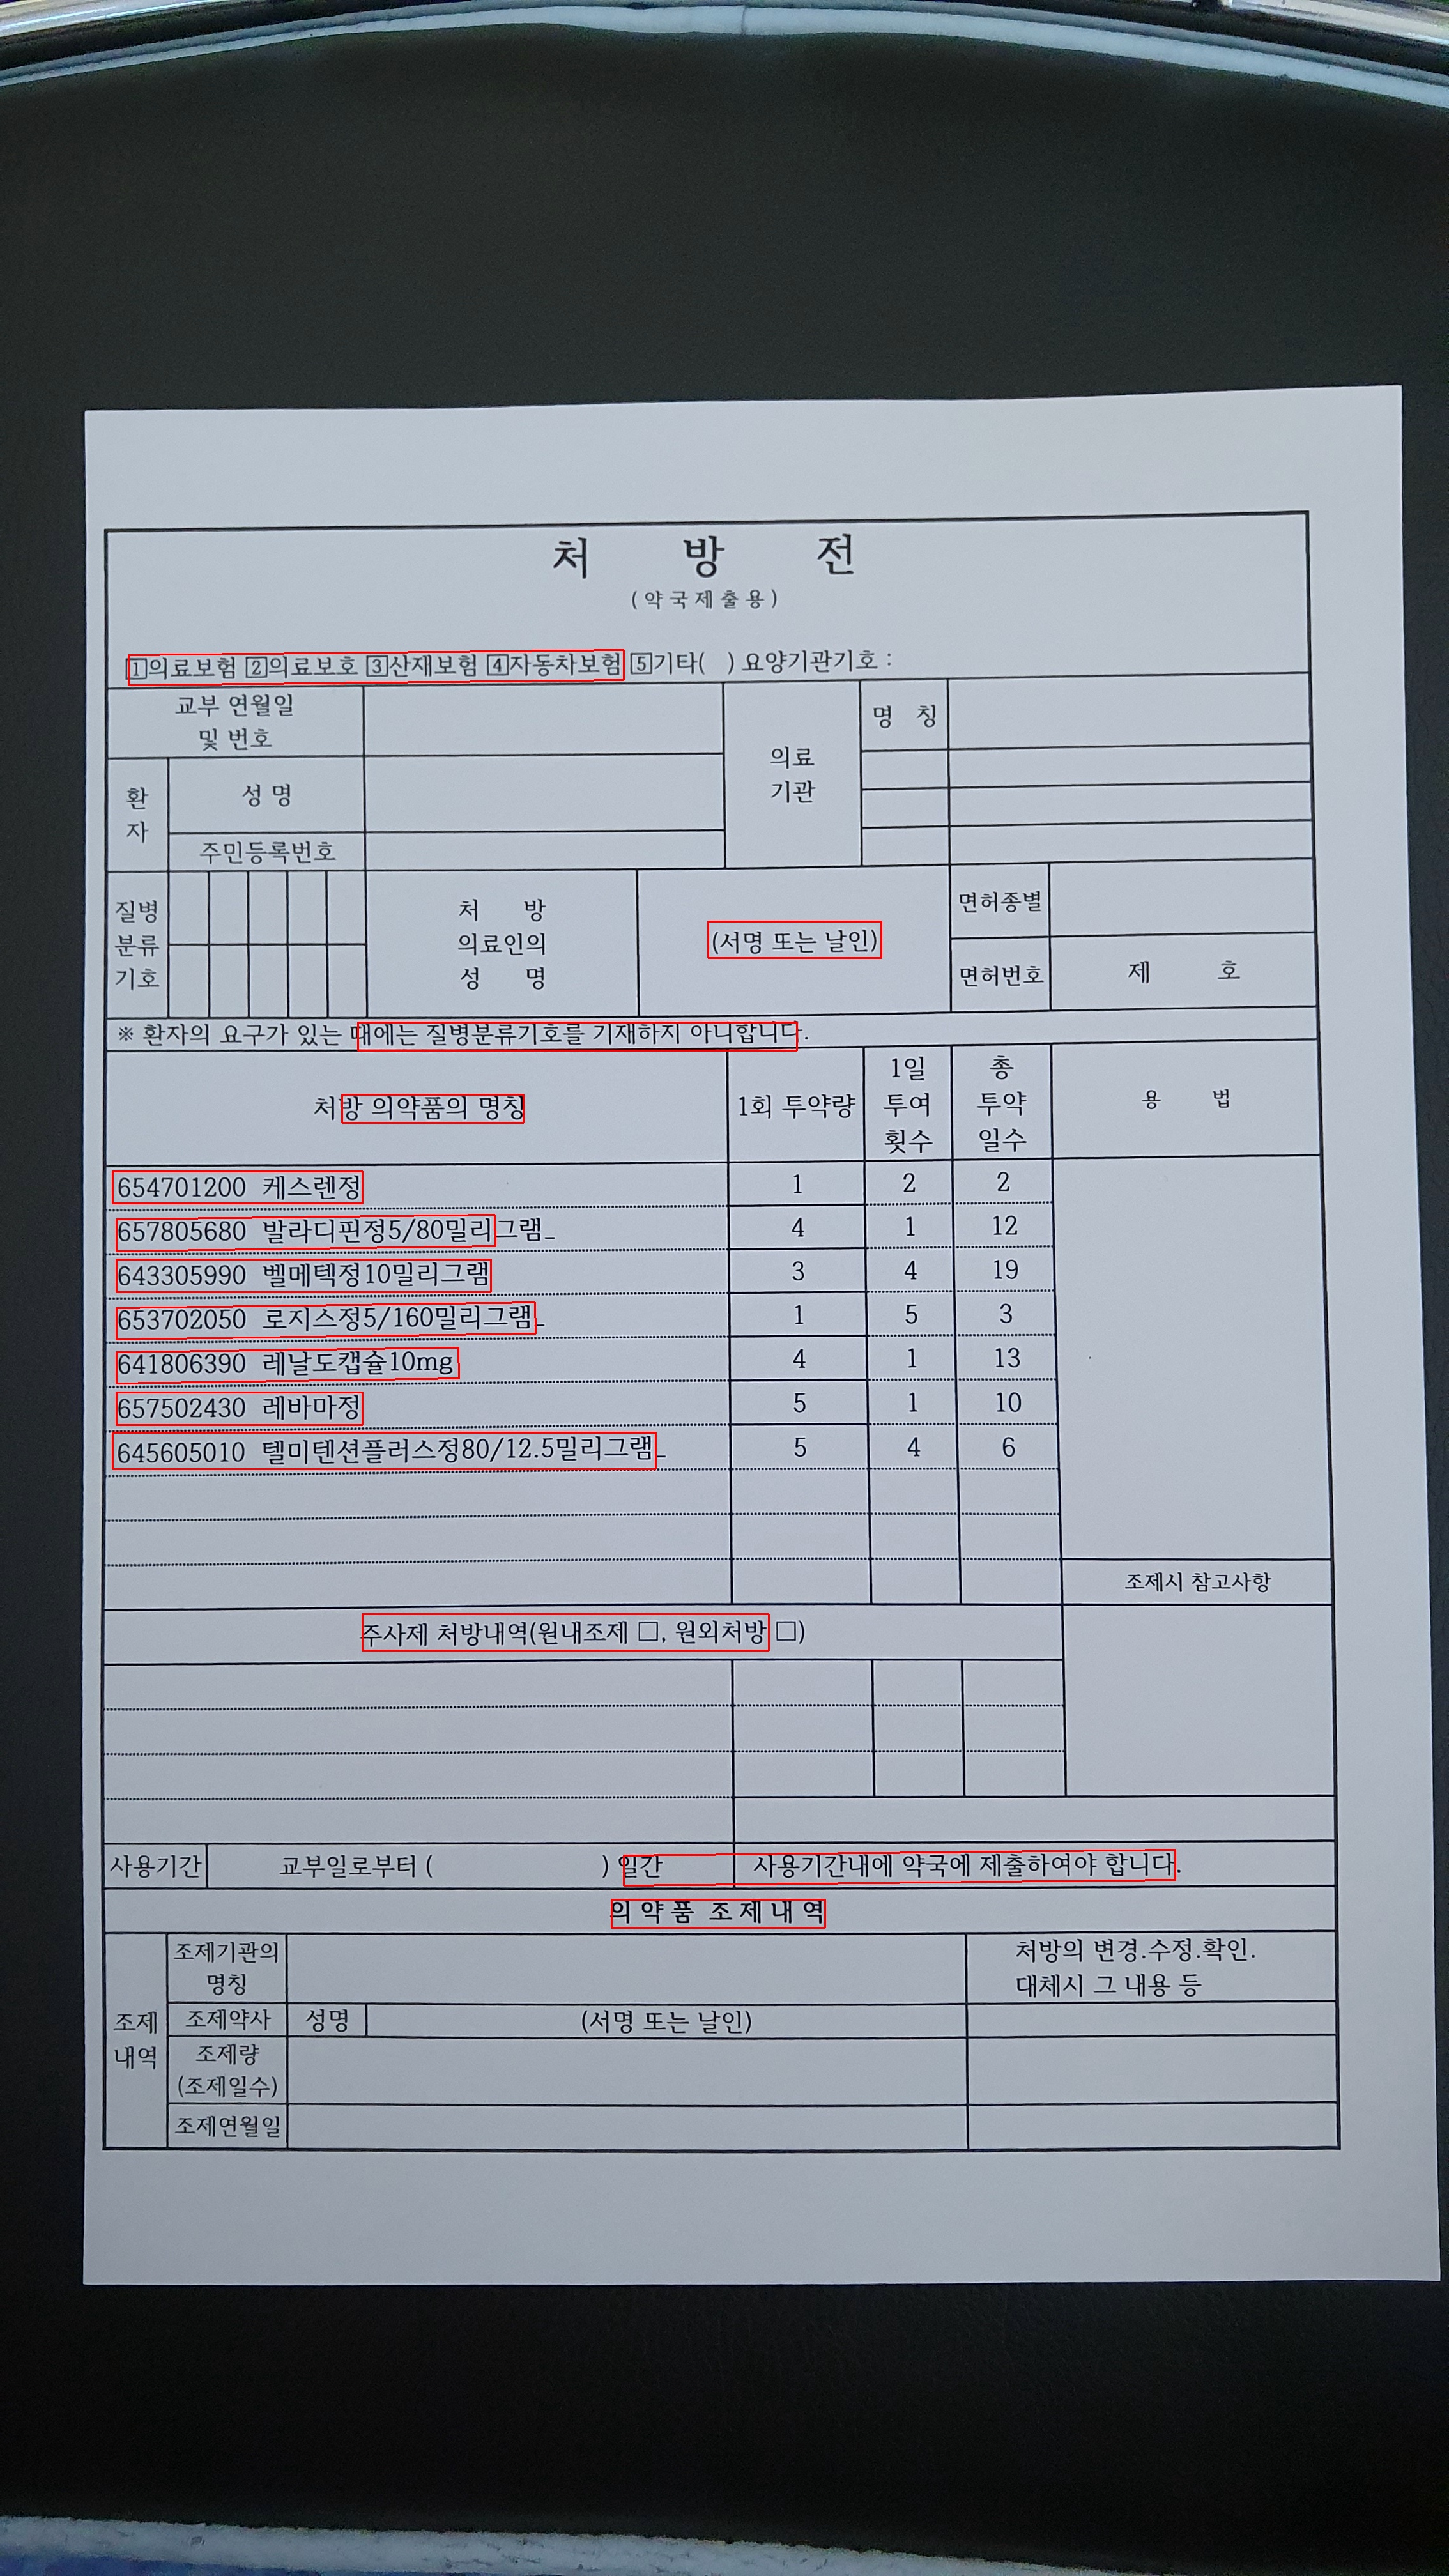 처 방 전
(약국제출용)
1의료보험 2의료보호 3산재보험 4자동차보험 5기타( ) 요양기관기호 :
교부 연월일
및 번호
의료
기관
명 칭
환
자
성 명
주민등록번호
질병
분류
기호
처 방
의료인의
성 명
(서명 또는 날인)
면허종별
면허번호
제 호
※ 환자의 요구가 있는 때에는 질병분류기호를 기재하지 아니합니다.
처방 의약품의 명칭
1회 투약량
1일
투여
횟수
총
투약
일수
용 법
654701200 케스렌정 1 2 2
657805680 발라디핀정5/80밀리그램_ 4 1 12
643305990 벨메텍정10밀리그램 3 4 19
653702050 로지스정5/160밀리그램_ 1 5 3
641806390 레날도캡슐10mg 4 1 13
657502430 레바마정 5 1 10
645605010 텔미텐션플러스정80/12.5밀리그램_ 5 4 6
조제시 참고사항
주사제 처방내역(원내조제 □, 원외처방 □)
사용기간 교부일로부터 ( ) 일간 사용기간내에 약국에 제출하여야 합니다.
의 약 품 조 제 내 역
조제
내역
조제기관의
명칭
처방의 변경.수정.확인.
대체시 그 내용 등
조제약사 성명 (서명 또는 날인)
조제량
(조제일수)
조제연월일